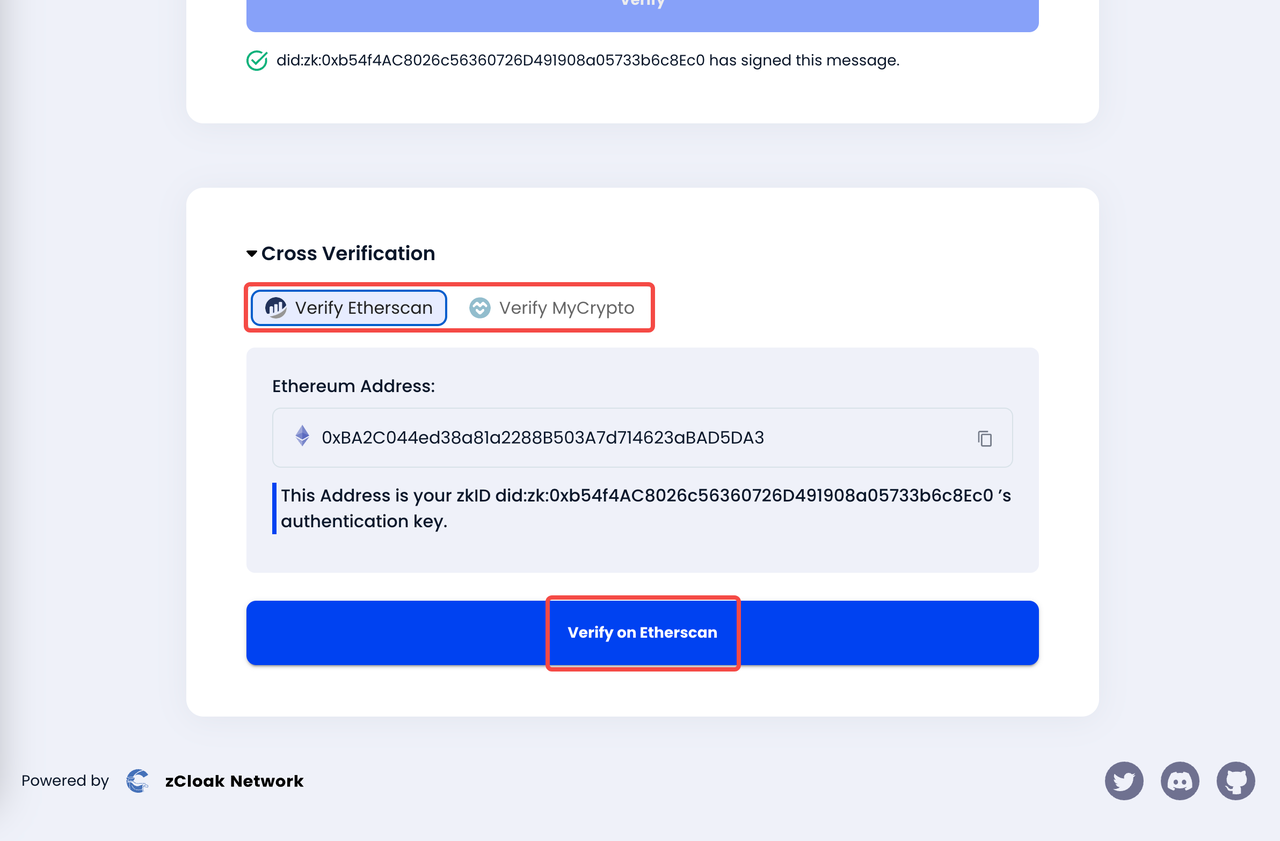 Verify
did:zk:0xb54f4AC8026c56360726D491908a05733b6c8Ec0 has signed this message.
Cross Verification
Verify Etherscan
Verify MyCrypto
Ethereum Address:
0xBA2C044ed38a81a2288B503A7d714623aBAD5DA3
This Address is your zkID did:zk:0xb54f4AC8026c56360726D491908a05733b6c8Ec0 ’s
authentication key.
Verify on Etherscan
Powered by
zCloak Network